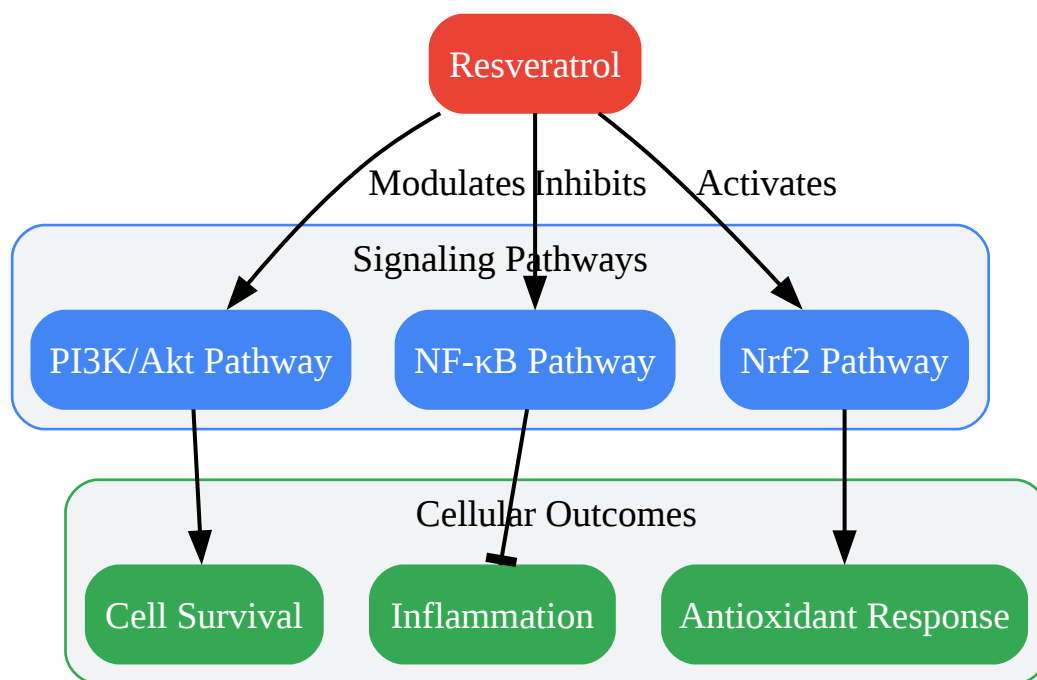 Resveratrol
Modulates
Inhibits
Activates
Signaling Pathways
PI3K/Akt Pathway
NF-κB Pathway
Nrf2 Pathway
Cellular Outcomes
Cell Survival
Inflammation
Antioxidant Response